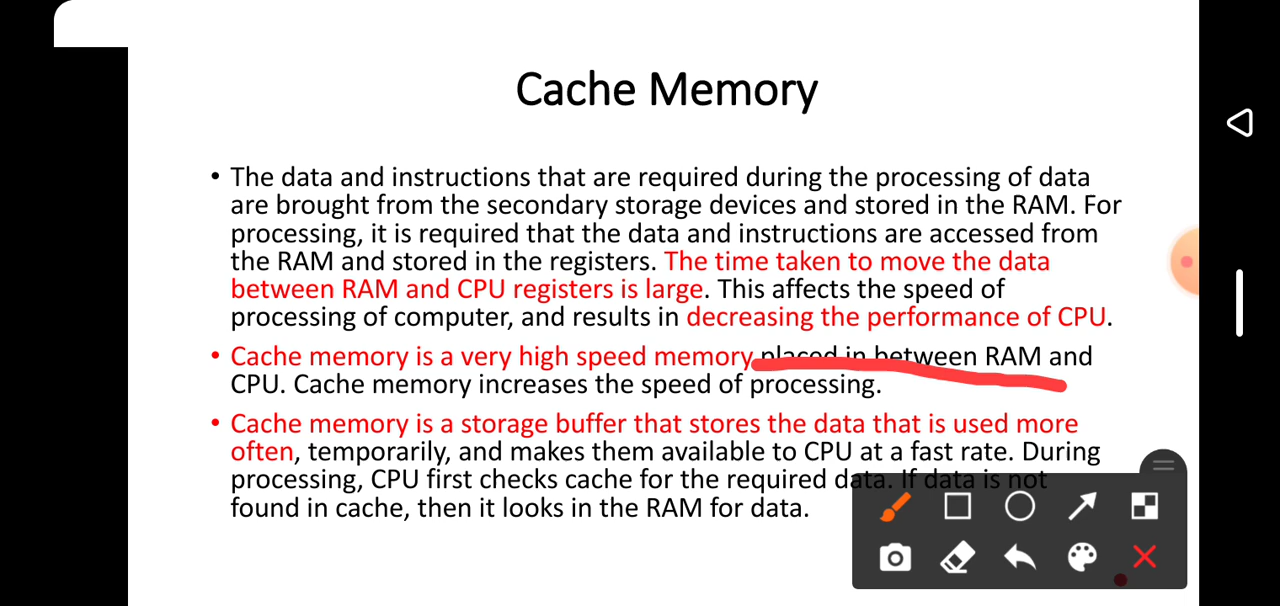 Cache Memory
• The data and instructions that are required during the processing of data
are brought from the secondary storage devices and stored in the RAM. For
processing, it is required that the data and instructions are accessed from
the RAM and stored in the registers. The time taken to move the data
between RAM and CPU registers is large. This affects the speed of
processing of computer, and results in decreasing the performance of CPU.
• Cache memory is a very high speed memory placed in between RAM and
CPU. Cache memory increases the speed of processing.
• Cache memory is a storage buffer that stores the data that is used more
often, temporarily, and makes them available to CPU at a fast rate. During
processing, CPU first checks cache for the required data. If data is not
found in cache, then it looks in the RAM for data.